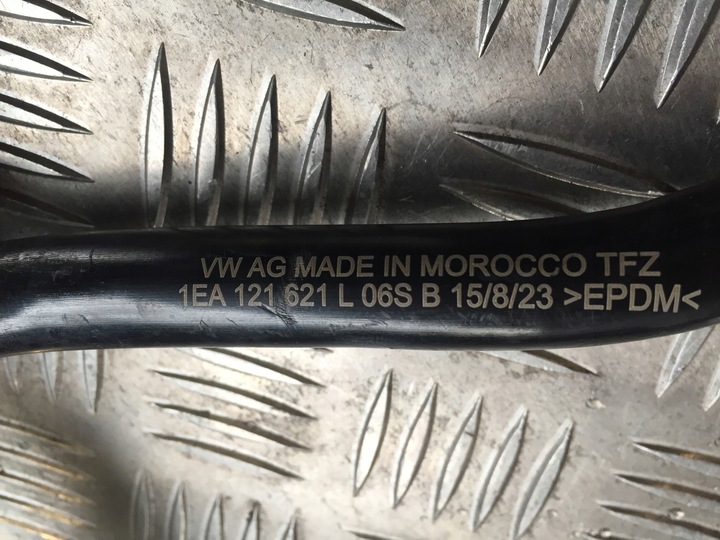 VW AG MADE IN MOROCCO TFZ
1EA 121 621 L 06S B 15/8/23 >EPDM<